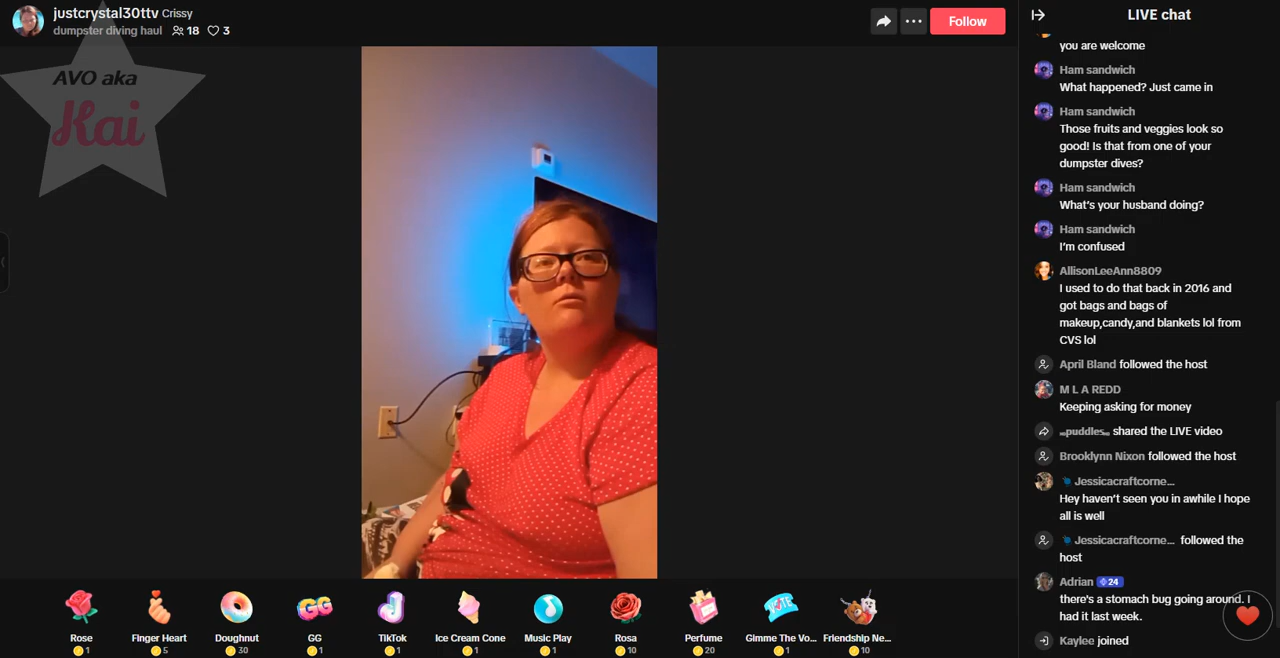 justcrystal30ttv Crissy
dumpster diving haul 18 3
Follow
LIVE chat
AVO aka
Kai
you are welcome
Ham sandwich
What happened? Just came in
Ham sandwich
Those fruits and veggies look so
good! Is that from one of your
dumpster dives?
Ham sandwich
What's your husband doing?
Ham sandwich
I'm confused
AllisonLeeAnn8809
I used to do that back in 2016 and
got bags and bags of
makeup,candy,and blankets lol from
CVS lol
April Bland followed the host
M L A REDD
Keeping asking for money
puddles shared the LIVE video
Brooklynn Nixon followed the host
Jessicacraftcorne...
Hey haven't seen you in awhile I hope
all is well
Jessicacraftcorne... followed the
host
Adrian 24
there's a stomach bug going around. I
had it last week.
Kaylee joined
GG
Rose Finger Heart Doughnut GG TikTok Ice Cream Cone Music Play Rosa Perfume Gimme The Vo... Friendship Ne...
1 5 30 1 1 1 1 10 20 1 10